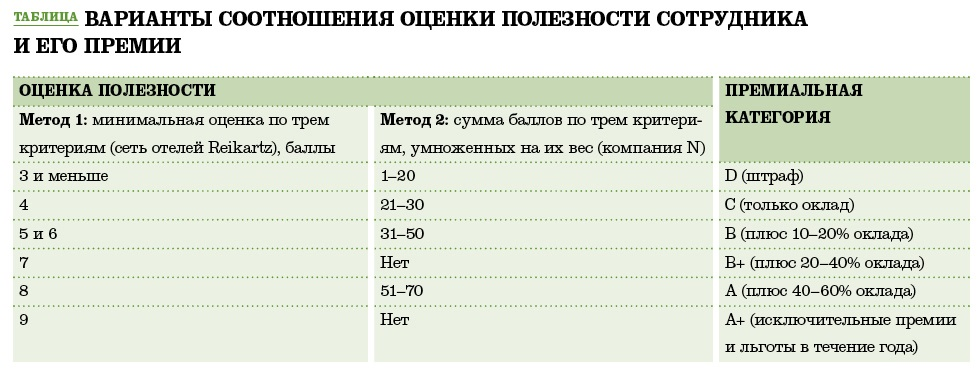 ТАБЛИЦА ВАРИАНТЫ СООТНОШЕНИЯ ОЦЕНКИ ПОЛЕЗНОСТИ СОТРУДНИКА
И ЕГО ПРЕМИИ
ОЦЕНКА ПОЛЕЗНОСТИ ПРЕМИАЛЬНАЯ
КАТЕГОРИЯ
Метод 1: минимальная оценка по трем Метод 2: сумма баллов по трем критери-
критериям (сеть отелей Reikartz), баллы ям, умноженных на их вес (компания N)
3 и меньше 1–20 D (штраф)
4 21–30 C (только оклад)
5 и 6 31–50 B (плюс 10–20% оклада)
7 Нет B+ (плюс 20–40% оклада)
8 51–70 A (плюс 40–60% оклада)
9 Нет A+ (исключительные премии
и льготы в течение года)